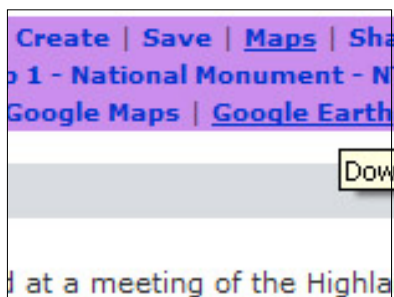 Create | Save | Maps | Sha
1 - National Monument - N
Google Maps | Google Earth
Dow
at a meeting of the Highla